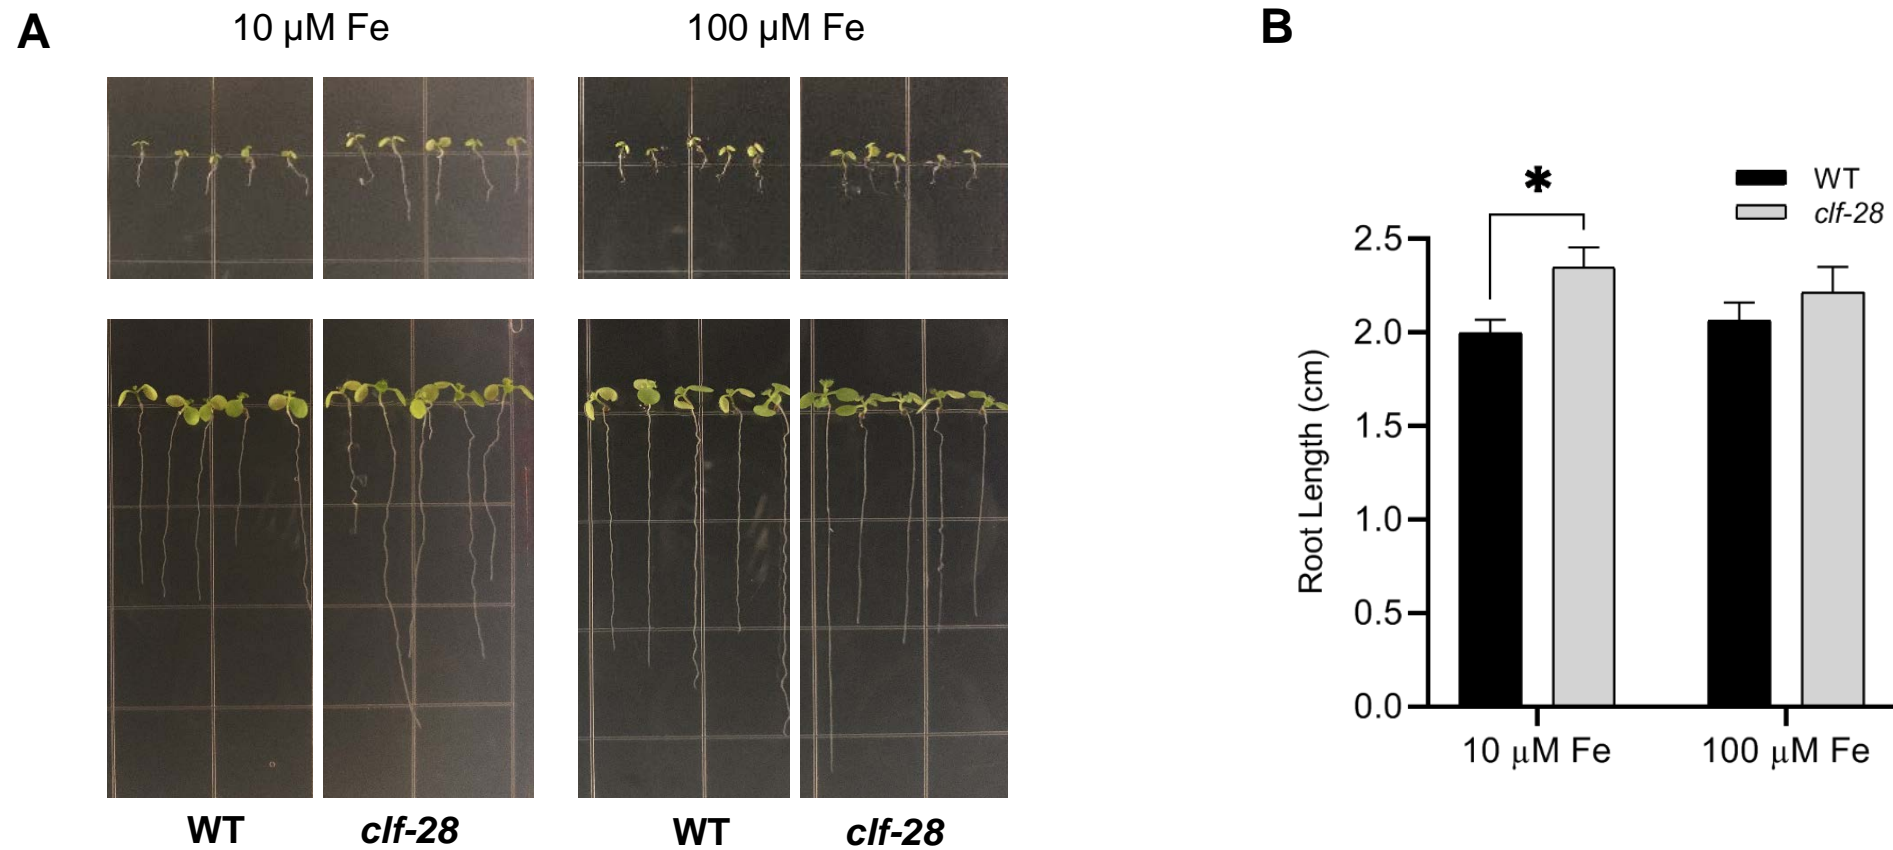 A
10 µM Fe
100 µM Fe
WT
clf-28
WT
clf-28
B
*
WT
clf-28
2.5
2.0
1.5
1.0
0.5
0.0
Root Length (cm)
10 µM Fe
100 µM Fe